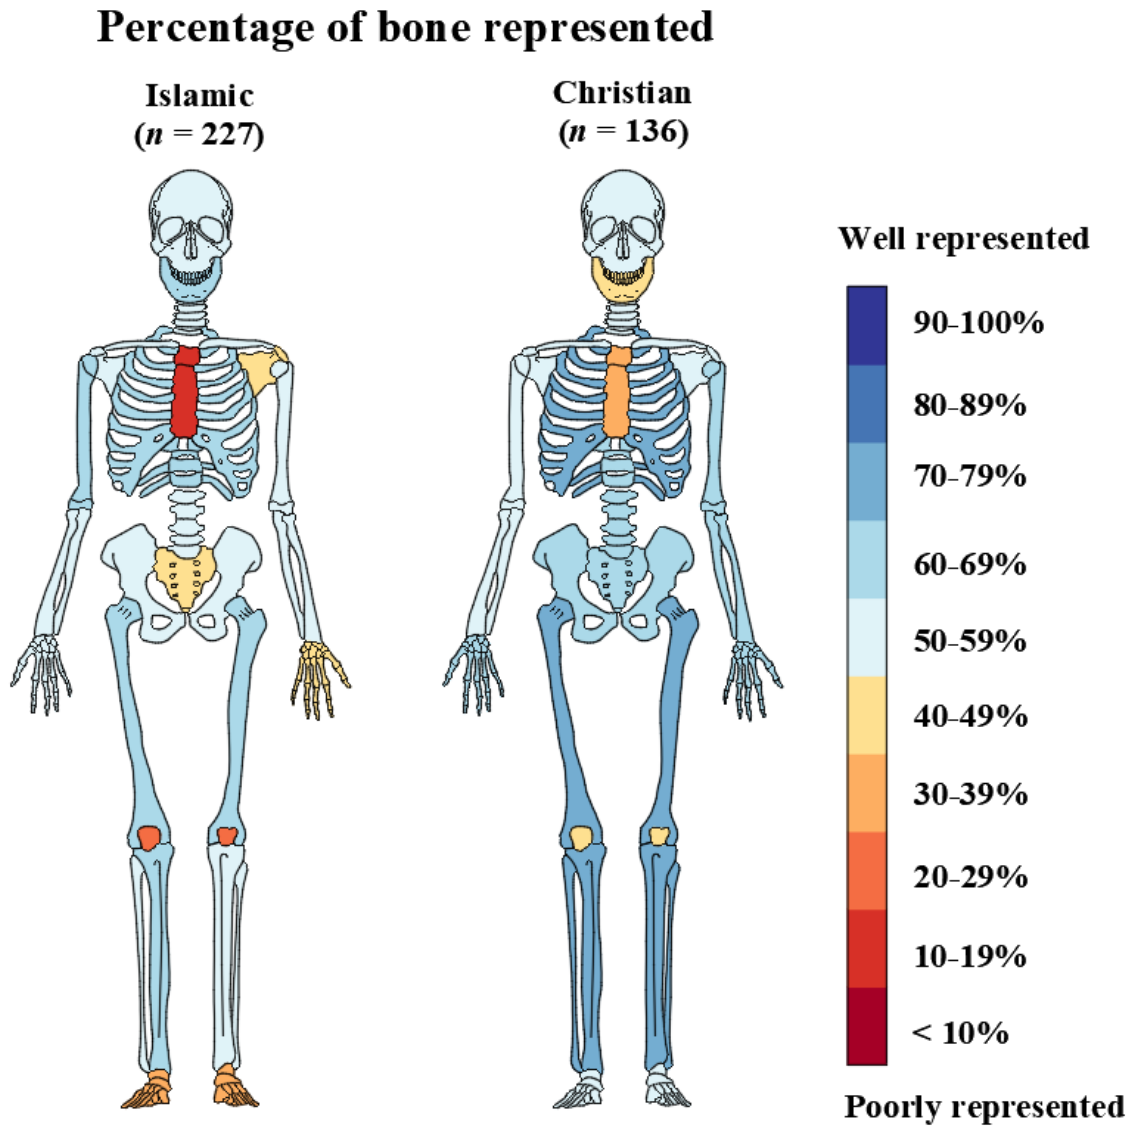 Percentage of bone represented
Islamic
(n = 227)
Christian
(n = 136)
Well represented
90-100%
80-89%
70-79%
60-69%
50-59%
40-49%
30-39%
20-29%
10-19%
< 10%
Poorly represented